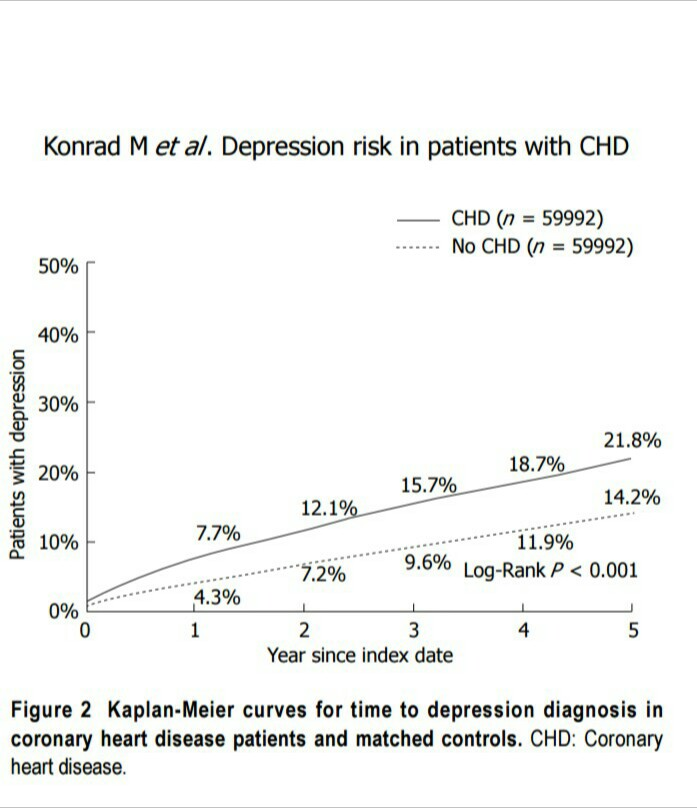 Konrad M et al. Depression risk in patients with CHD
CHD (n = 59992)
No CHD (n = 59992)
50%
40%
30%
20%
10%
0%
Patients with depression
21.8%
18.7%
15.7%
12.1%
7.7%
14.2%
11.9%
9.6%
7.2%
4.3%
Log-Rank P < 0.001
0 1 2 3 4 5
Year since index date
Figure 2 Kaplan-Meier curves for time to depression diagnosis in
coronary heart disease patients and matched controls. CHD: Coronary
heart disease.